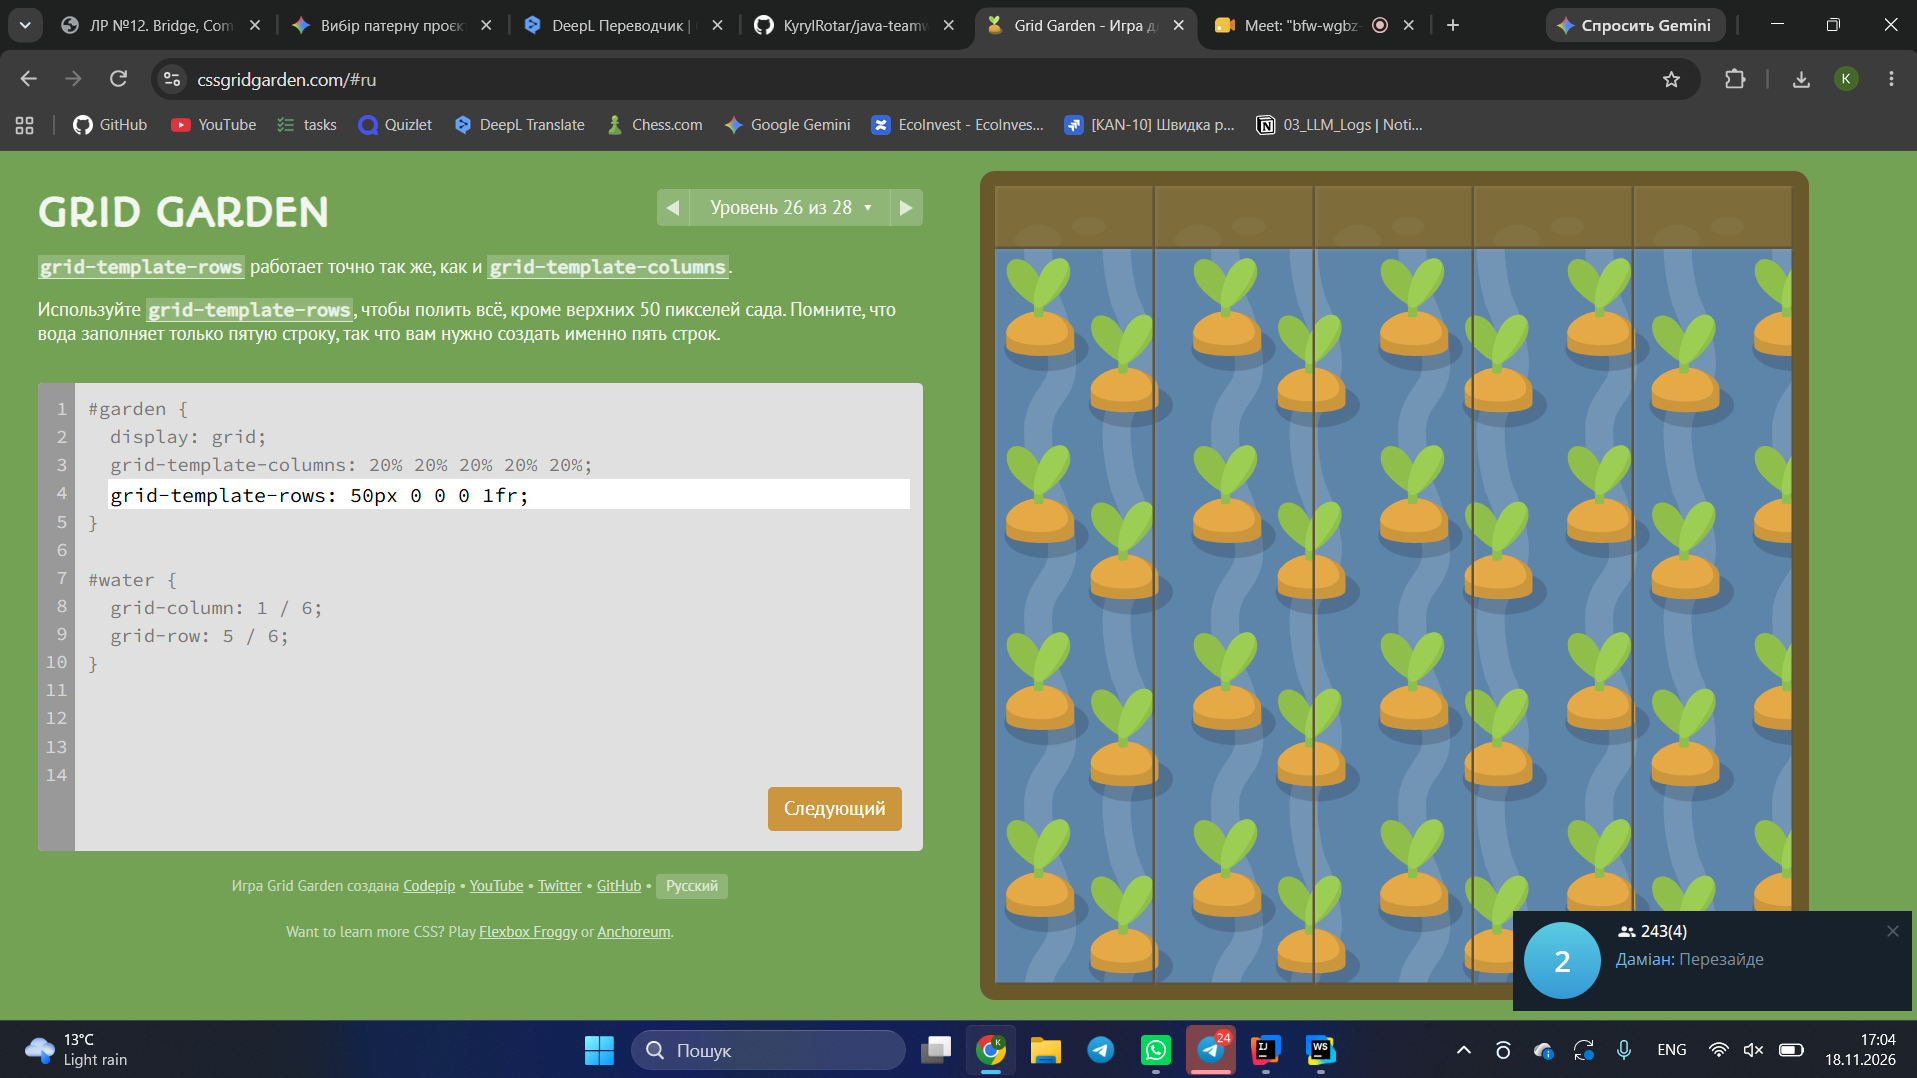 ЛР №12. Bridge, Com
Вибір патерну проєкт
DeepL Переводчик |
KyrylRotar/java-teamw
Grid Garden - Игра дл
Meet: "bfw-wgbz-
Спросить Gemini
cssgridgarden.com/#ru
K
GitHub
YouTube
tasks
Quizlet
DeepL Translate
Chess.com
Google Gemini
EcoInvest - EcoInves...
[KAN-10] Швидка р...
03_LLM_Logs | Noti...
GRID GARDEN
Уровень 26 из 28
grid-template-rows работает точно так же, как и grid-template-columns.
Используйте grid-template-rows, чтобы полить всё, кроме верхних 50 пикселей сада. Помните, что
вода заполняет только пятую строку, так что вам нужно создать именно пять строк.
1 #garden {
2 display: grid;
3 grid-template-columns: 20% 20% 20% 20% 20%;
4 grid-template-rows: 50px 0 0 0 1fr;
5 }
6
7 #water {
8 grid-column: 1 / 6;
9 grid-row: 5 / 6;
10 }
11
12
13
14
Следующий
Игра Grid Garden создана Codepip • YouTube • Twitter • GitHub • Русский
Want to learn more CSS? Play Flexbox Froggy or Anchoreum.
2
243(4)
Даміан: Перезайде
13°C
Light rain
Пошук
K
24
IJ
WS
ENG
17:04
18.11.2026